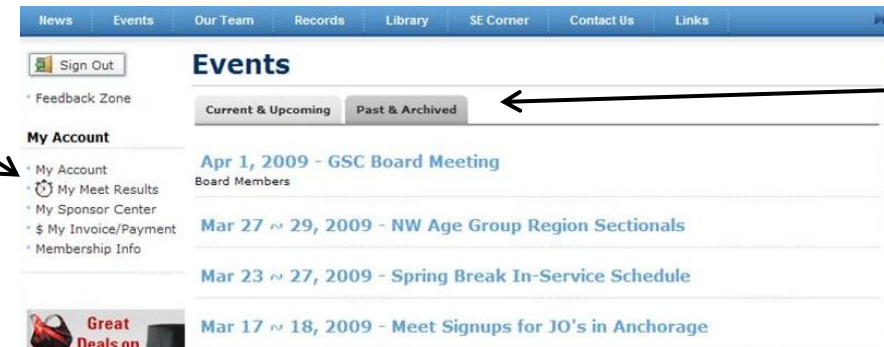 News Events Our Team Records Library SE Corner Contact Us Links
Sign Out
Feedback Zone
My Account
My Account
My Meet Results
My Sponsor Center
$ My Invoice/Payment
Membership Info
Great
Deals on
Events
Current & Upcoming Past & Archived
Apr 1, 2009 - GSC Board Meeting
Board Members
Mar 27 ~ 29, 2009 - NW Age Group Region Sectionals
Mar 23 ~ 27, 2009 - Spring Break In-Service Schedule
Mar 17 ~ 18, 2009 - Meet Signups for JO's in Anchorage